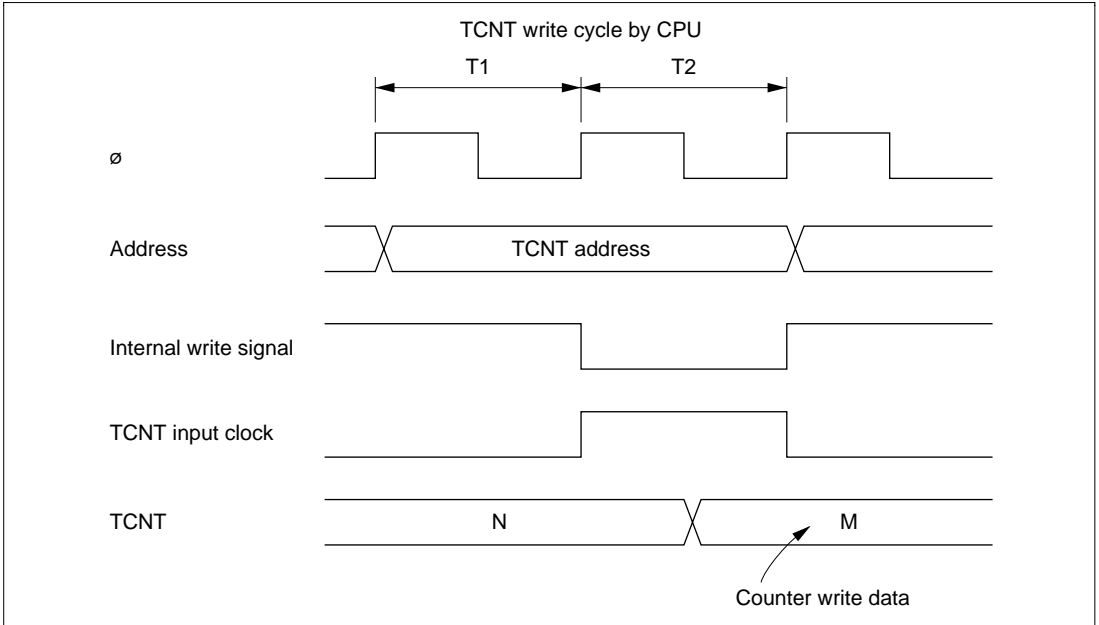 TCNT write cycle by CPU
T1 T2
ø
Address TCNT address
Internal write signal
TCNT input clock
TCNT N M
Counter write data